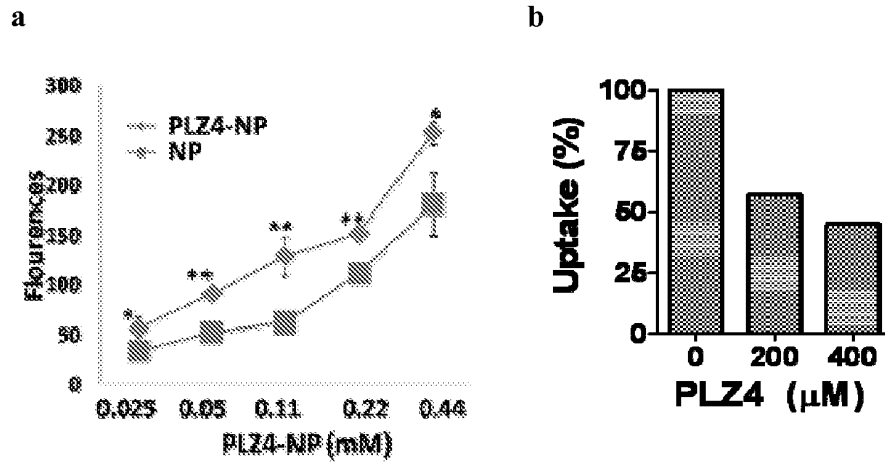 a
b
300
250
200
150
100
50
0
PLZ4-NP
NP
*
**
**
**
*
Flourences
0.025 0.05 0.11 0.22 0.44
PLZ4-NP (mM)
100
75
50
25
0
Uptake (%)
0 200 400
PLZ4 (μM)